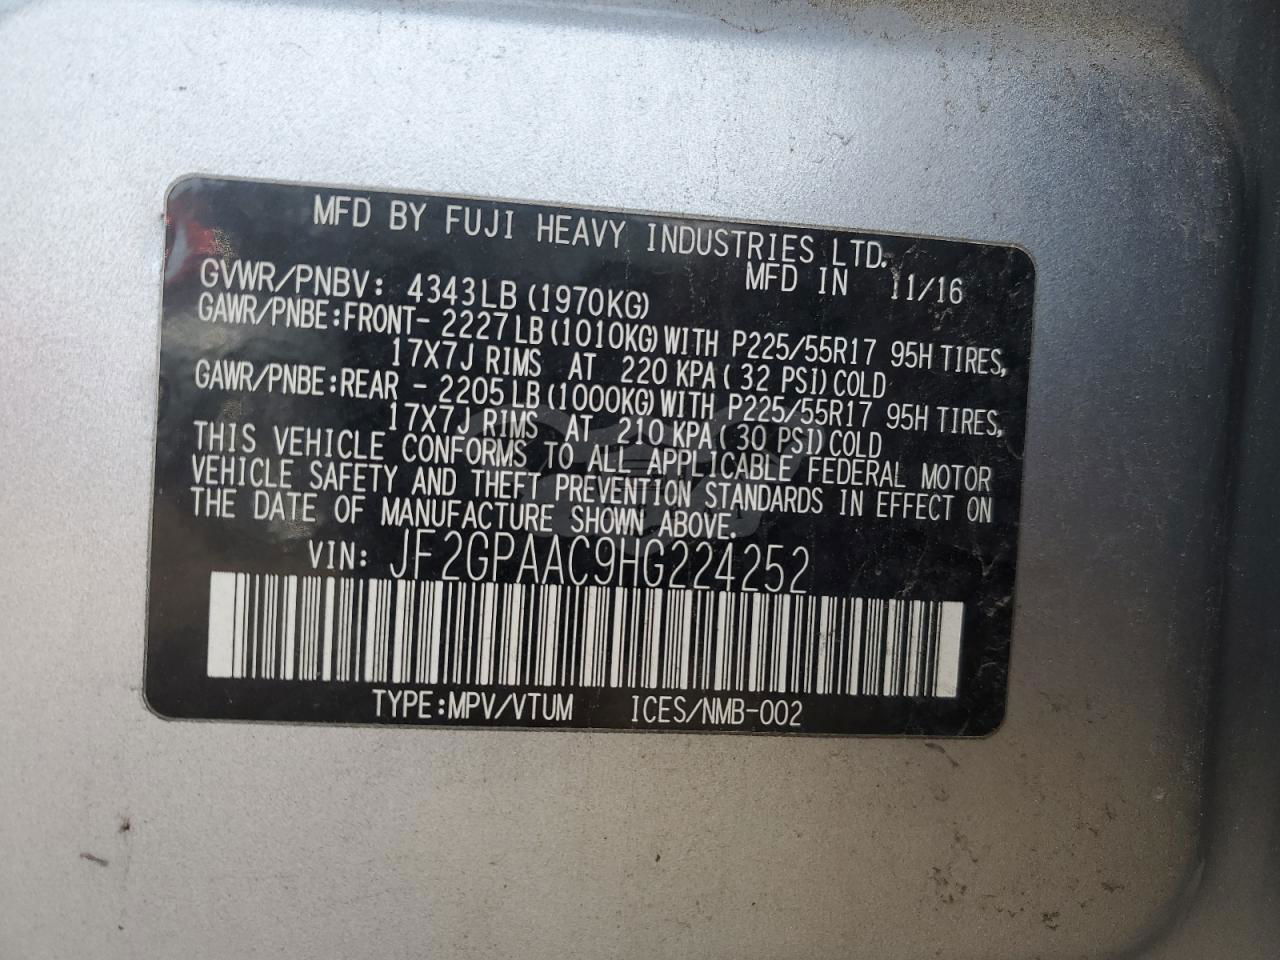 MFD BY FUJI HEAVY INDUSTRIES LTD.
MFD IN 11/16
GVWR/PNBV: 4343LB (1970KG)
GAWR/PNBE:FRONT- 2227LB (1010KG) WITH P225/55R17 95H TIRES,
17X7J RIMS AT 220 KPA (32 PSI) COLD
GAWR/PNBE:REAR - 2205LB (1000KG) WITH P225/55R17 95H TIRES,
17X7J RIMS AT 210 KPA (30 PSI) COLD
THIS VEHICLE CONFORMS TO ALL APPLICABLE FEDERAL MOTOR
VEHICLE SAFETY AND THEFT PREVENTION STANDARDS IN EFFECT ON
THE DATE OF MANUFACTURE SHOWN ABOVE.
VIN: JF2GPAAC9HG224252
TYPE:MPV/VTUM ICES/NMB-002